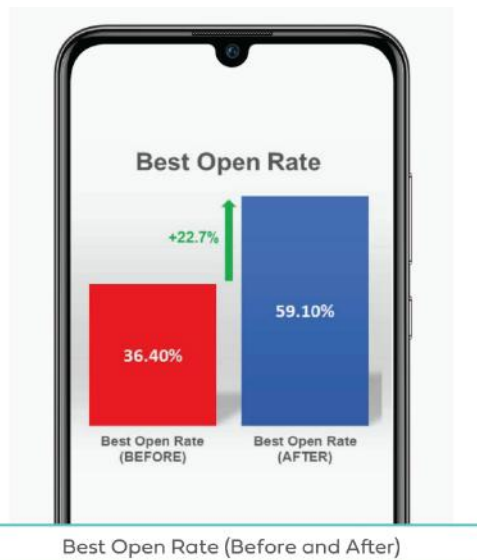 Best Open Rate
+22.7%
59.10%
36.40%
Best Open Rate
(BEFORE)
Best Open Rate
(AFTER)
Best Open Rate (Before and After)